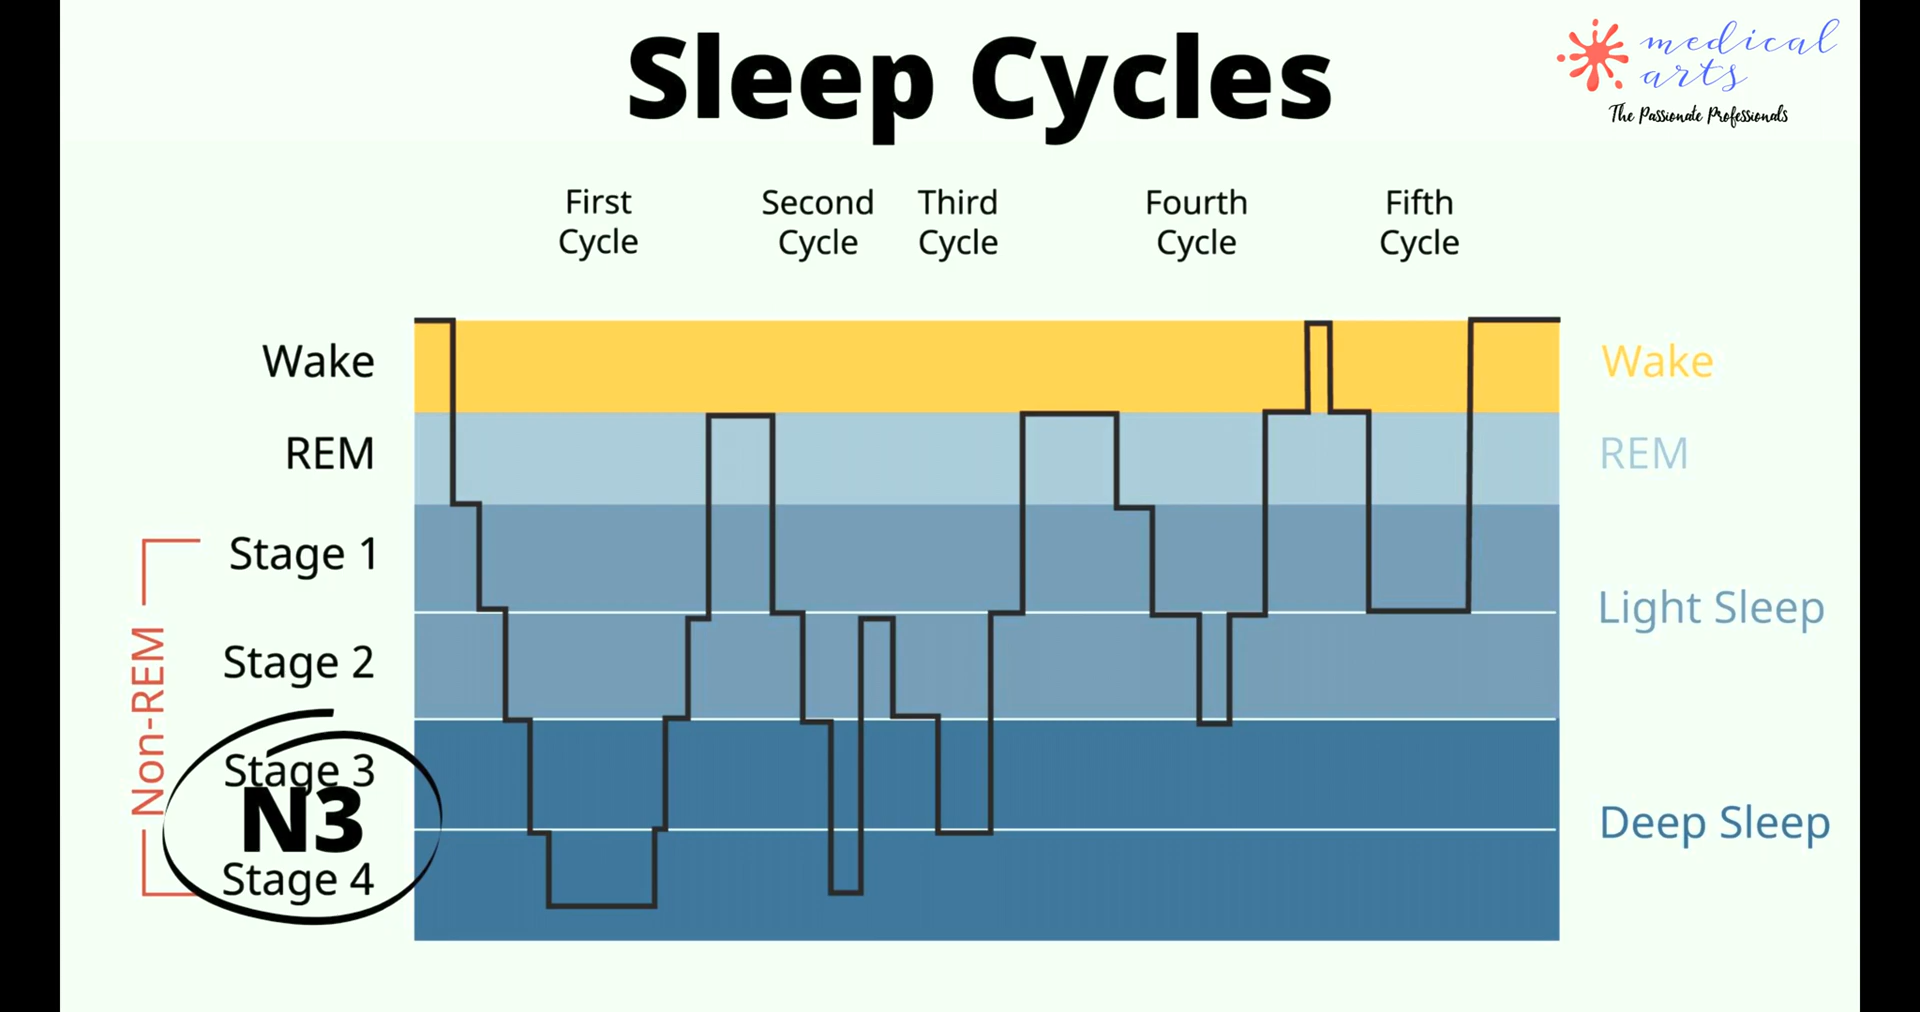 Sleep Cycles
medical
arts
The Passionate Professionals
First
Cycle
Second
Cycle
Third
Cycle
Fourth
Cycle
Fifth
Cycle
Wake
REM
Stage 1
Stage 2
Stage 3
N3
Stage 4
Non-REM
Wake
REM
Light Sleep
Deep Sleep